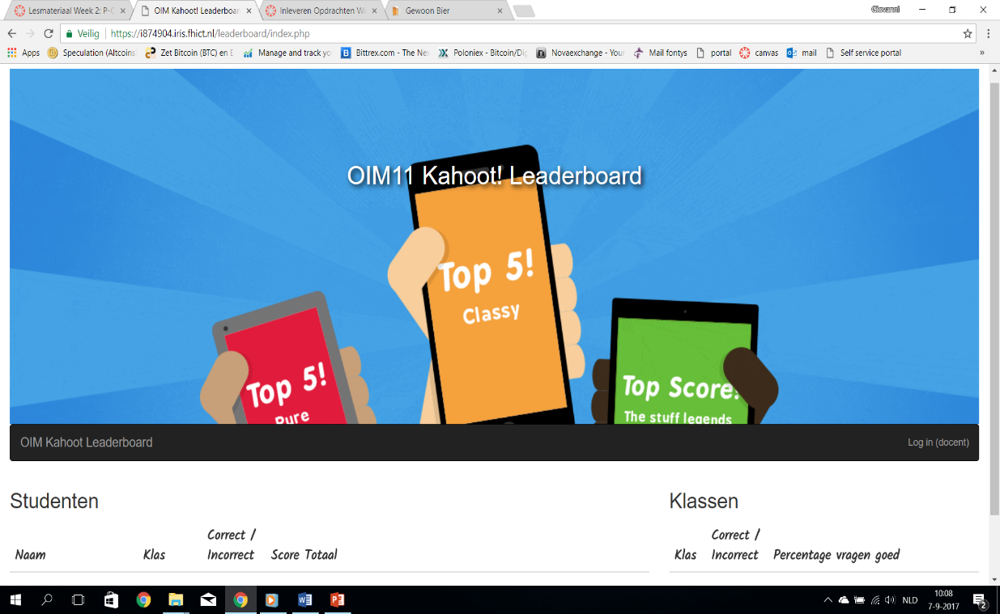 Lesmateriaal Week 2: P-C
OIM Kahoot! Leaderboar
Inleveren Opdrachten W
Gewoon Bier
Giovanni
Veilig https://i874904.iris.fhict.nl/leaderboard/index.php
Apps Speculation (Altcoins Zet Bitcoin (BTC) en E Manage and track yo Bittrex.com - The Ne Poloniex - Bitcoin/Dig Novaexchange - Your Mail fontys portal canvas mail Self service portal »
OIM11 Kahoot! Leaderboard
Top 5!
Classy
Top 5!
Pure
Top Score!
The stuff legends
OIM Kahoot Leaderboard Log in (docent)
Studenten
Naam Klas Correct / Incorrect Score Totaal
Klassen
Klas Correct / Incorrect Percentage vragen goed
NLD
10:08
7-9-2017
2